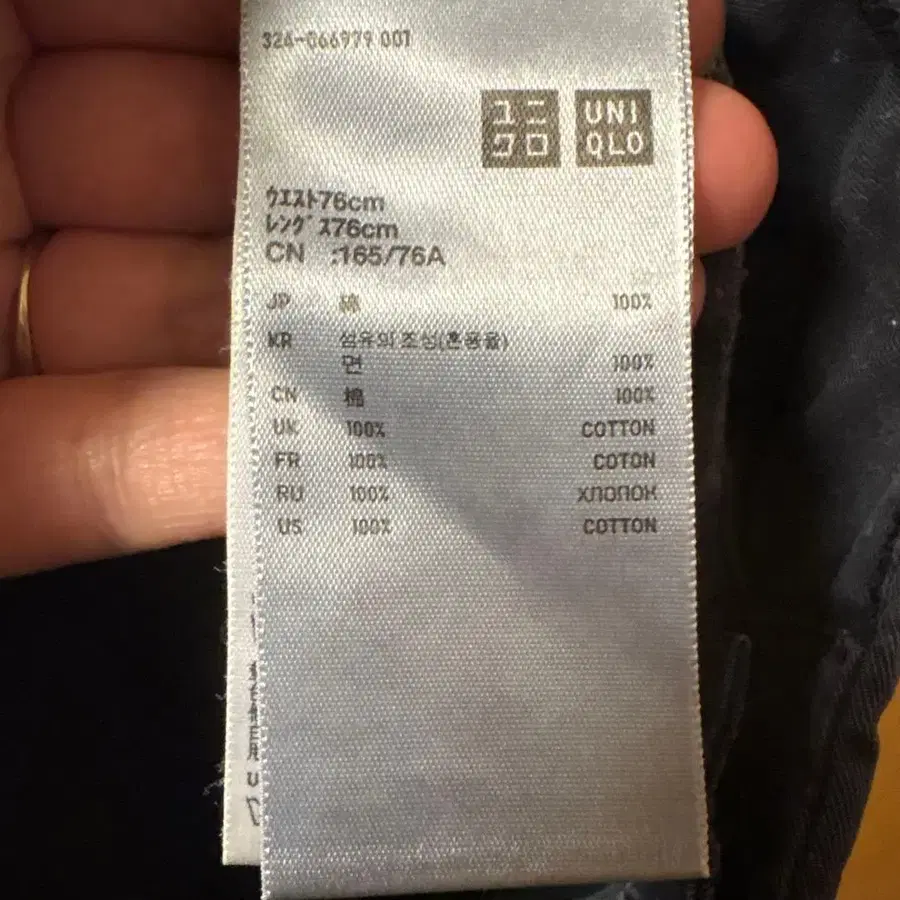 326-066979 001
ユニ
クロ
UNI
QLO
ウエスト76cm
レングス76cm
CN :165/76A
JP 綿 100%
KR 섬유의 조성(혼용율)
면 100%
CN 棉 100%
UK 100% COTTON
FR 100% COTON
RU 100% ХЛОПОК
US 100% COTTON